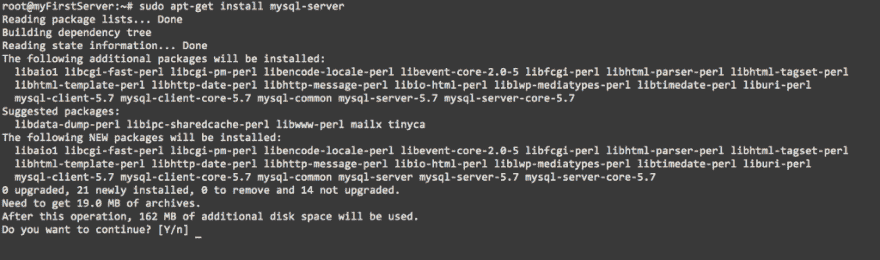 root@myFirstServer:~# sudo apt-get install mysql-server
Reading package lists... Done
Building dependency tree
Reading state information... Done
The following additional packages will be installed:
libaio1 libcgi-fast-perl libcgi-pm-perl libencode-locale-perl libevent-core-2.0-5 libfcgi-perl libhtml-parser-perl libhtml-tagset-perl
libhtml-template-perl libhttp-date-perl libhttp-message-perl libio-html-perl liblwp-mediatypes-perl libtimedate-perl liburi-perl
mysql-client-5.7 mysql-client-core-5.7 mysql-common mysql-server-5.7 mysql-server-core-5.7
Suggested packages:
libdata-dump-perl libipc-sharedcache-perl libwww-perl mailx tinyca
The following NEW packages will be installed:
libaio1 libcgi-fast-perl libcgi-pm-perl libencode-locale-perl libevent-core-2.0-5 libfcgi-perl libhtml-parser-perl libhtml-tagset-perl
libhtml-template-perl libhttp-date-perl libhttp-message-perl libio-html-perl liblwp-mediatypes-perl libtimedate-perl liburi-perl
mysql-client-5.7 mysql-client-core-5.7 mysql-common mysql-server mysql-server-5.7 mysql-server-core-5.7
0 upgraded, 21 newly installed, 0 to remove and 14 not upgraded.
Need to get 19.0 MB of archives.
After this operation, 162 MB of additional disk space will be used.
Do you want to continue? [Y/n] _